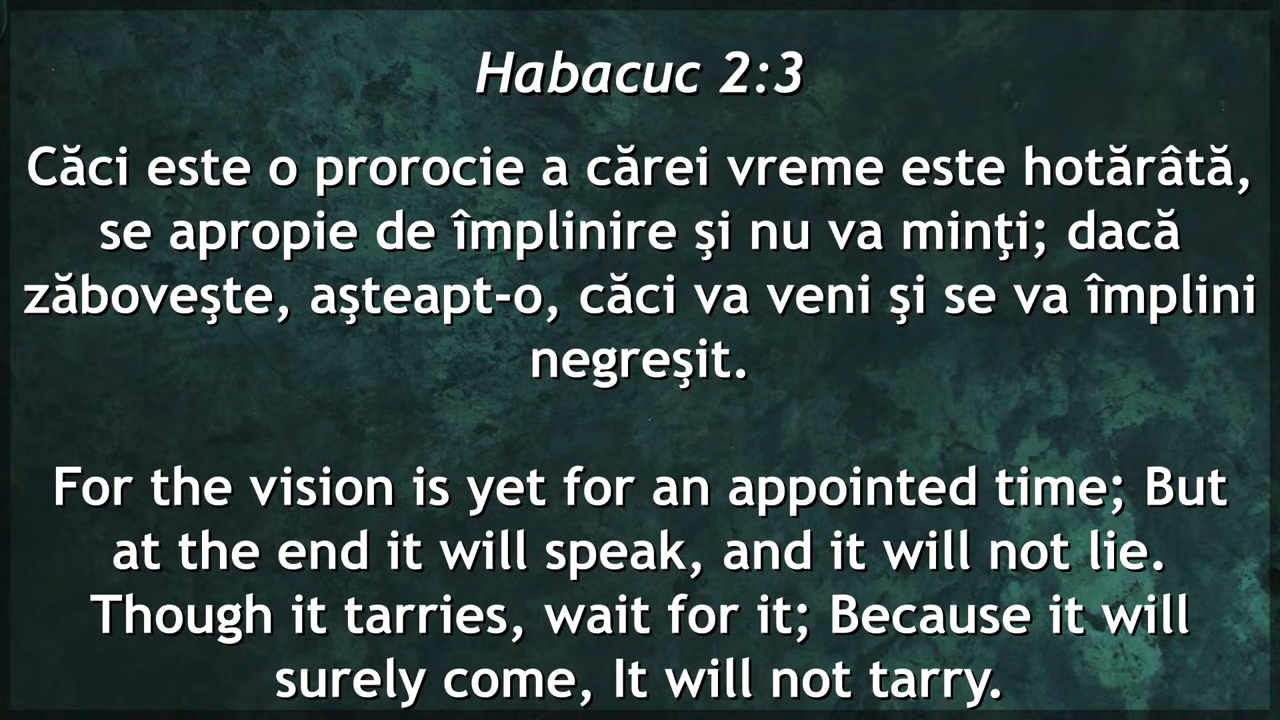 Habacuc 2:3
Căci este o prorocie a cărei vreme este hotărâtă,
se apropie de împlinire şi nu va minţi; dacă
zăboveşte, aşteapt-o, căci va veni şi se va împlini
negreşit.
For the vision is yet for an appointed time; But
at the end it will speak, and it will not lie.
Though it tarries, wait for it; Because it will
surely come, It will not tarry.